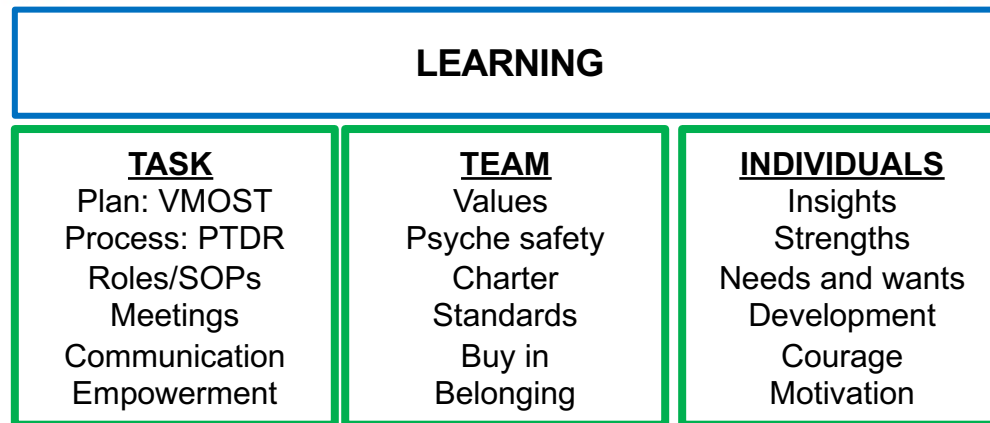 LEARNING
TASK
Plan: VMOST
Process: PTDR
Roles/SOPs
Meetings
Communication
Empowerment
TEAM
Values
Psyche safety
Charter
Standards
Buy in
Belonging
INDIVIDUALS
Insights
Strengths
Needs and wants
Development
Courage
Motivation